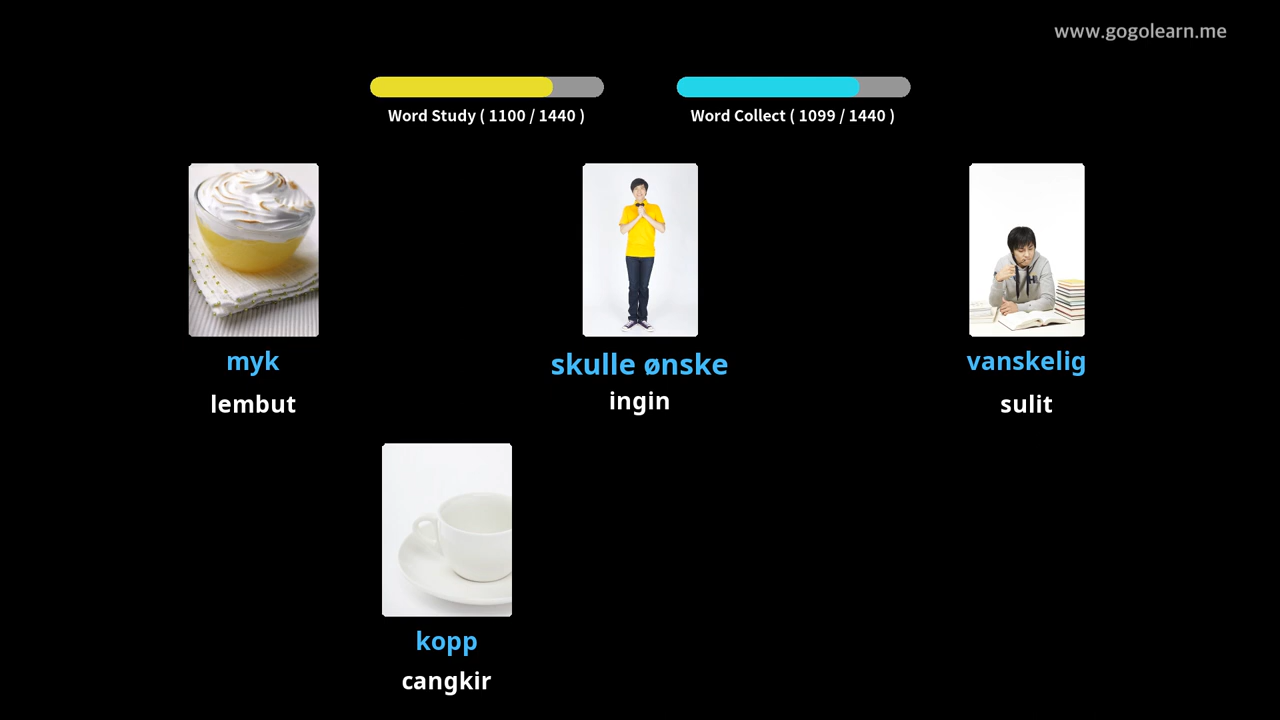 www.gogolearn.me
Word Study ( 1100 / 1440 )
Word Collect ( 1099 / 1440 )
myk
lembut
skulle ønske
ingin
vanskelig
sulit
kopp
cangkir